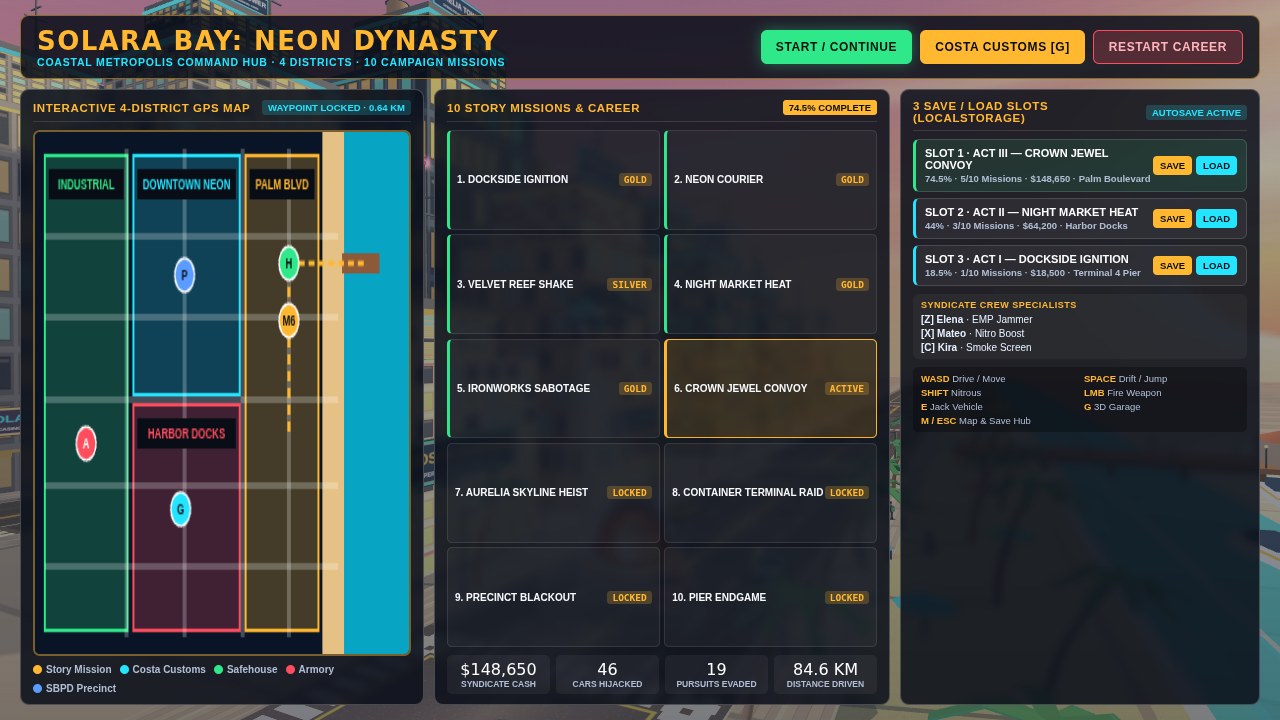 SOLARA BAY: NEON DYNASTY
COASTAL METROPOLIS COMMAND HUB · 4 DISTRICTS · 10 CAMPAIGN MISSIONS
START / CONTINUE
COSTA CUSTOMS [G]
RESTART CAREER
INTERACTIVE 4-DISTRICT GPS MAP
WAYPOINT LOCKED · 0.64 KM
INDUSTRIAL
DOWNTOWN NEON
PALM BLVD
H
P
M6
HARBOR DOCKS
A
G
Story Mission
Costa Customs
Safehouse
Armory
SBPD Precinct
10 STORY MISSIONS & CAREER
74.5% COMPLETE
1. DOCKSIDE IGNITION
GOLD
2. NEON COURIER
GOLD
3. VELVET REEF SHAKE
SILVER
4. NIGHT MARKET HEAT
GOLD
5. IRONWORKS SABOTAGE
GOLD
6. CROWN JEWEL CONVOY
ACTIVE
7. AURELIA SKYLINE HEIST
LOCKED
8. CONTAINER TERMINAL RAID
LOCKED
9. PRECINCT BLACKOUT
LOCKED
10. PIER ENDGAME
LOCKED
$148,650
SYNDICATE CASH
46
CARS HIJACKED
19
PURSUITS EVADED
84.6 KM
DISTANCE DRIVEN
3 SAVE / LOAD SLOTS
(LOCALSTORAGE)
AUTOSAVE ACTIVE
SLOT 1 · ACT III — CROWN JEWEL
CONVOY
74.5% · 5/10 Missions · $148,650 · Palm Boulevard
SAVE
LOAD
SLOT 2 · ACT II — NIGHT MARKET HEAT
44% · 3/10 Missions · $64,200 · Harbor Docks
SAVE
LOAD
SLOT 3 · ACT I — DOCKSIDE IGNITION
18.5% · 1/10 Missions · $18,500 · Terminal 4 Pier
SAVE
LOAD
SYNDICATE CREW SPECIALISTS
[Z] Elena · EMP Jammer
[X] Mateo · Nitro Boost
[C] Kira · Smoke Screen
WASD Drive / Move
SPACE Drift / Jump
SHIFT Nitrous
LMB Fire Weapon
E Jack Vehicle
G 3D Garage
M / ESC Map & Save Hub